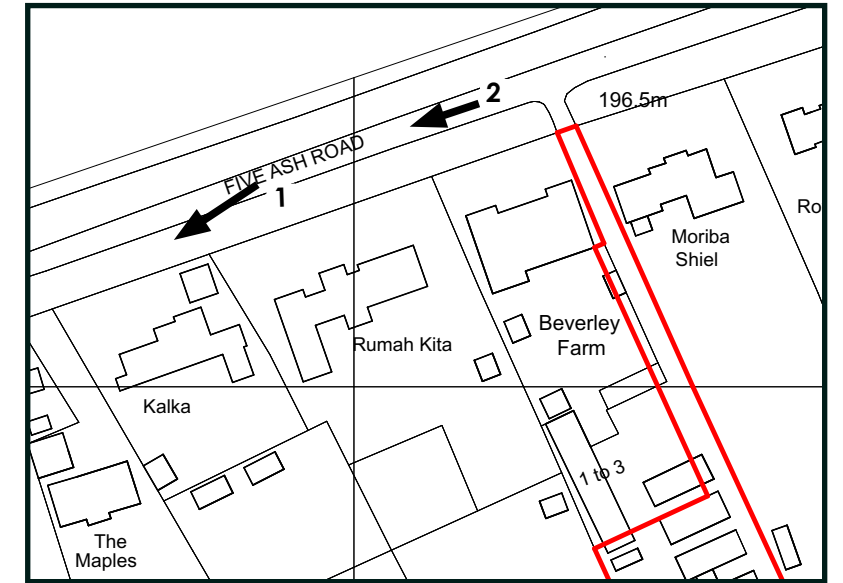 2
196.5m
FIVE ASH ROAD
1
Ro
Moriba
Shiel
Beverley
Farm
Rumah Kita
Kalka
1 to 3
The
Maples